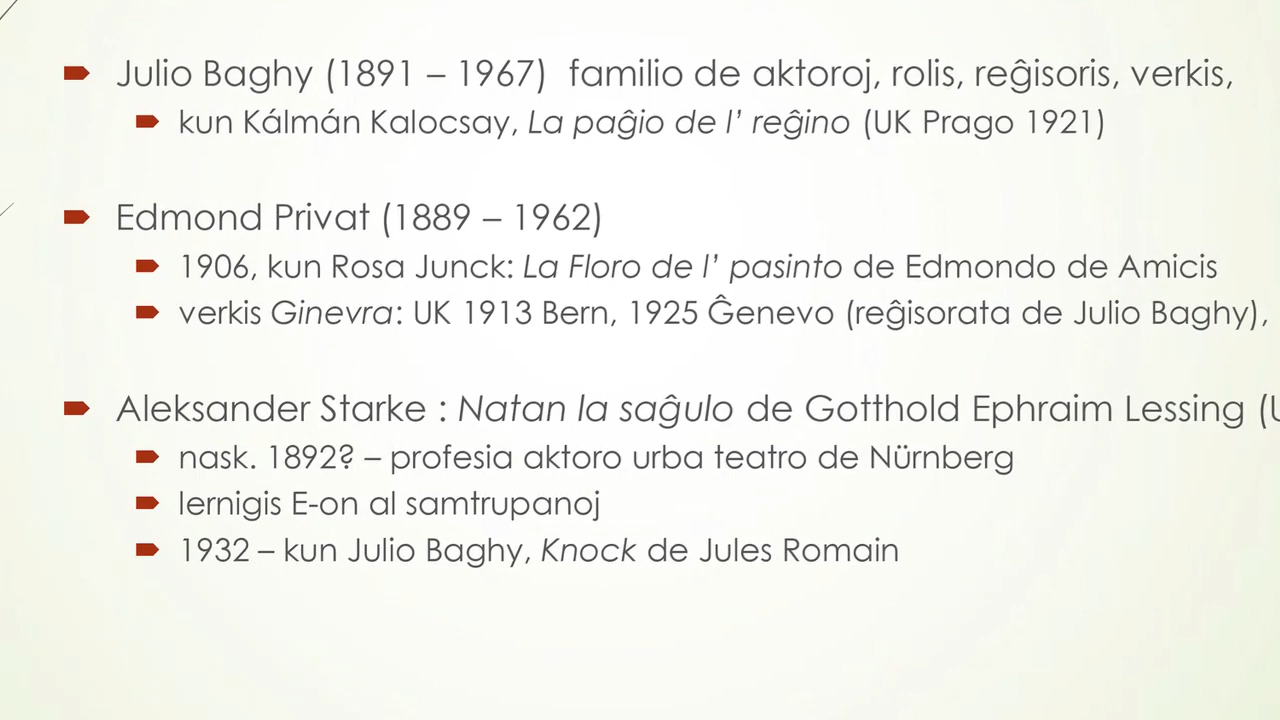 Julio Baghy (1891 – 1967) familio de aktoroj, rolis, reĝisoris, verkis,
kun Kálmán Kalocsay, La paĝio de l’ reĝino (UK Prago 1921)
Edmond Privat (1889 – 1962)
1906, kun Rosa Junck: La Floro de l’ pasinto de Edmondo de Amicis
verkis Ginevra: UK 1913 Bern, 1925 Ĝenevo (reĝisorata de Julio Baghy),
Aleksander Starke : Natan la saĝulo de Gotthold Ephraim Lessing
nask. 1892? – profesia aktoro urba teatro de Nürnberg
lernigis E-on al samtrupanoj
1932 – kun Julio Baghy, Knock de Jules Romain